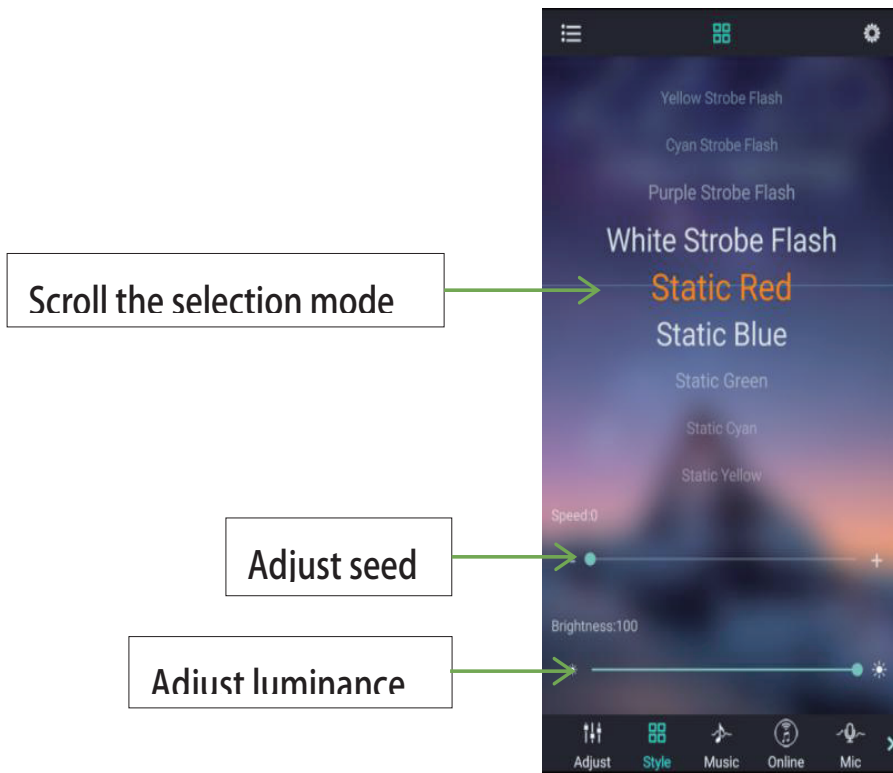 Yellow Strobe Flash
Cyan Strobe Flash
Purple Strobe Flash
White Strobe Flash
Static Red
Scroll the selection mode
Static Blue
Static Green
Static Cyan
Static Yellow
Speed:0
Adjust seed
+
Brightness:100
Adjust luminance
Adjust
Style
Music
Online
Mic